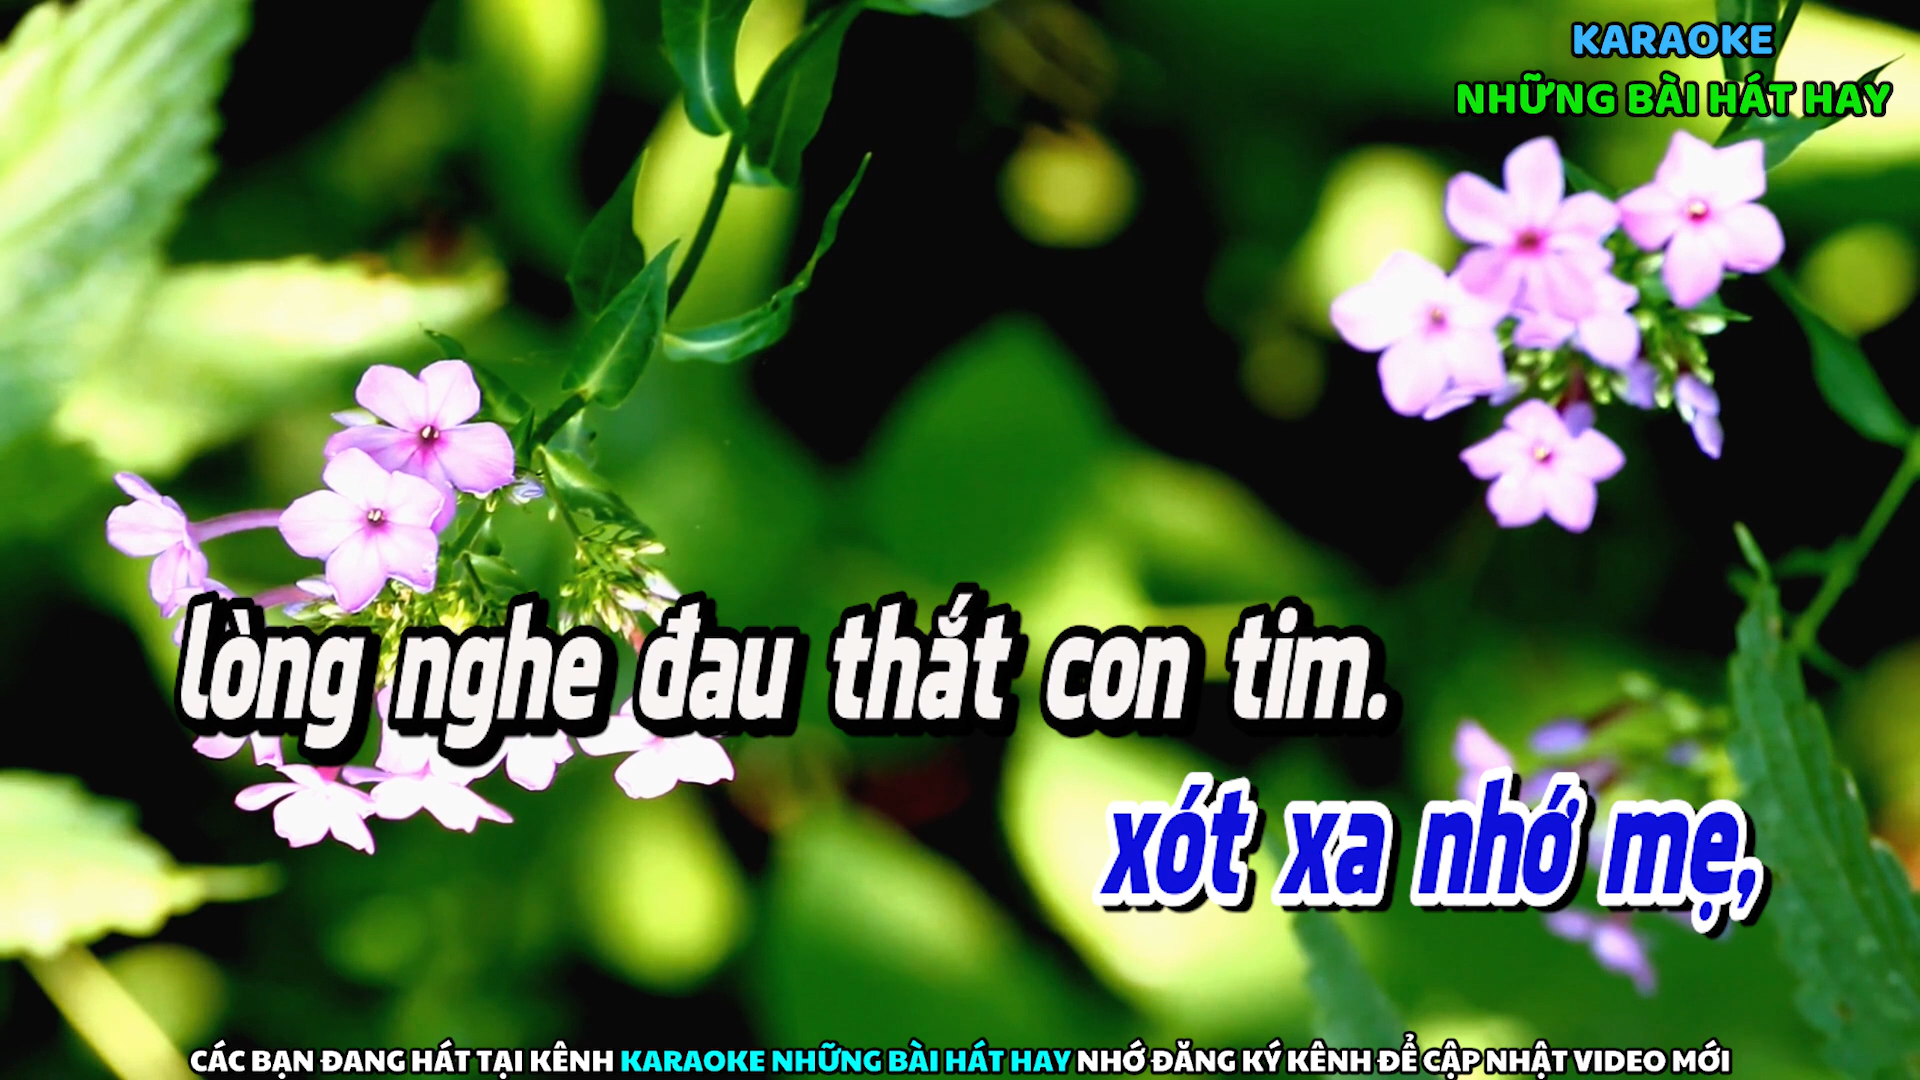 KARAOKE
NHỮNG BÀI HÁT HAY
lòng nghe đau thắt con tim.
xót xa nhớ mẹ,
CÁC BẠN ĐANG HÁT TẠI KÊNH KARAOKE NHỮNG BÀI HÁT HAY NHỚ ĐĂNG KÝ KÊNH ĐỂ CẬP NHẬT VIDEO MỚI